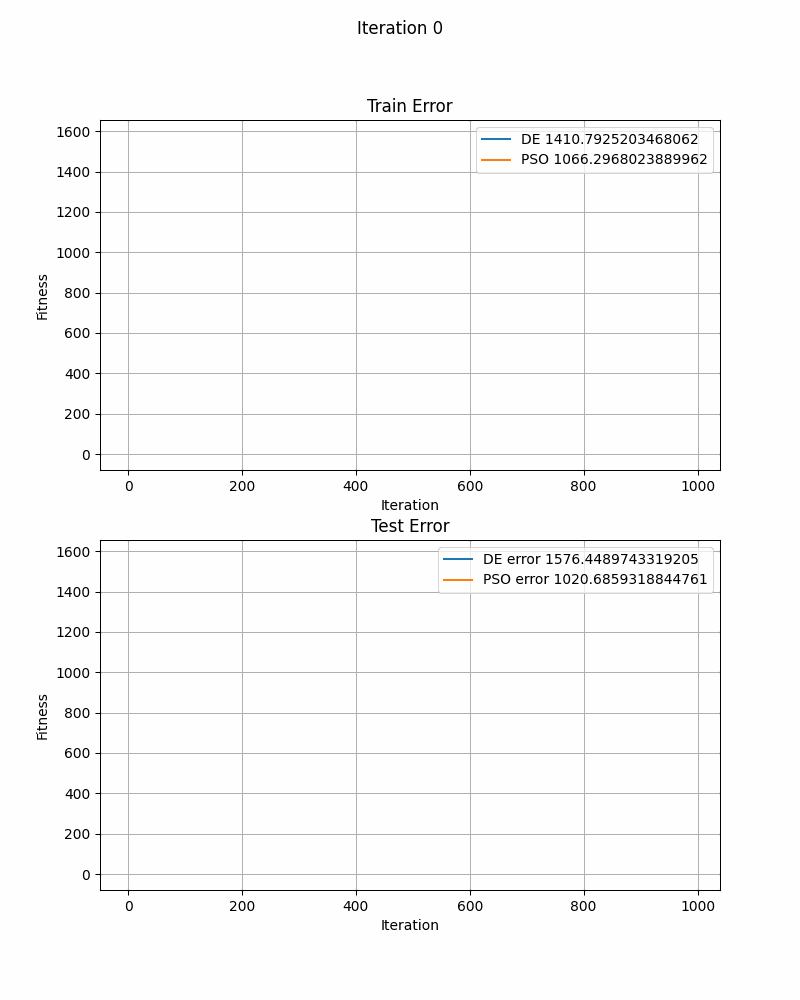 Iteration 0
Train Error
DE 1410.7925203468062
PSO 1066.2968023889962
1600
1400
1200
1000
800
600
400
200
0
Fitness
0 200 400 600 800 1000
Iteration
Test Error
DE error 1576.4489743319205
PSO error 1020.6859318844761
1600
1400
1200
1000
800
600
400
200
0
Fitness
0 200 400 600 800 1000
Iteration